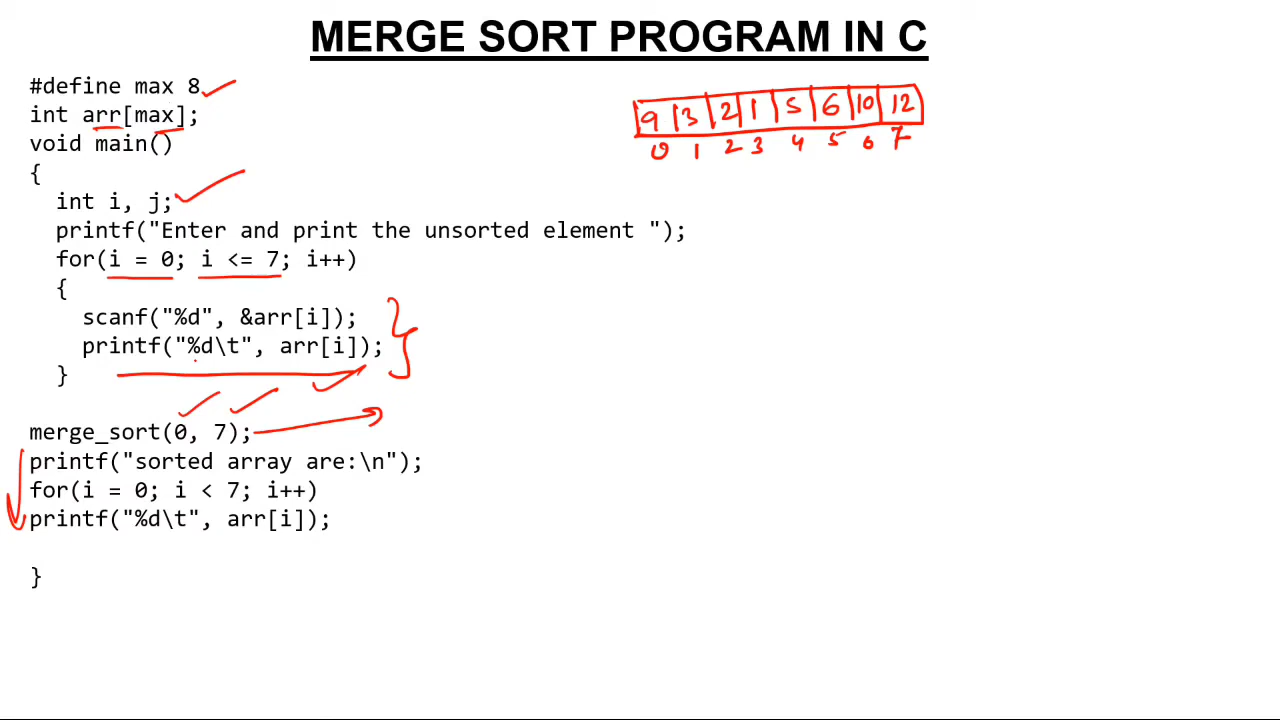 MERGE SORT PROGRAM IN C
#define max 8
int arr[max];
void main()
{
int i, j;
printf("Enter and print the unsorted element ");
for(i = 0; i <= 7; i++)
{
scanf("%d", &arr[i]);
printf("%d\t", arr[i]);
}
merge_sort(0, 7);
printf("sorted array are:\n");
for(i = 0; i < 7; i++)
printf("%d\t", arr[i]);
}
9 3 2 1 5 6 10 12
0 1 2 3 4 5 6 7